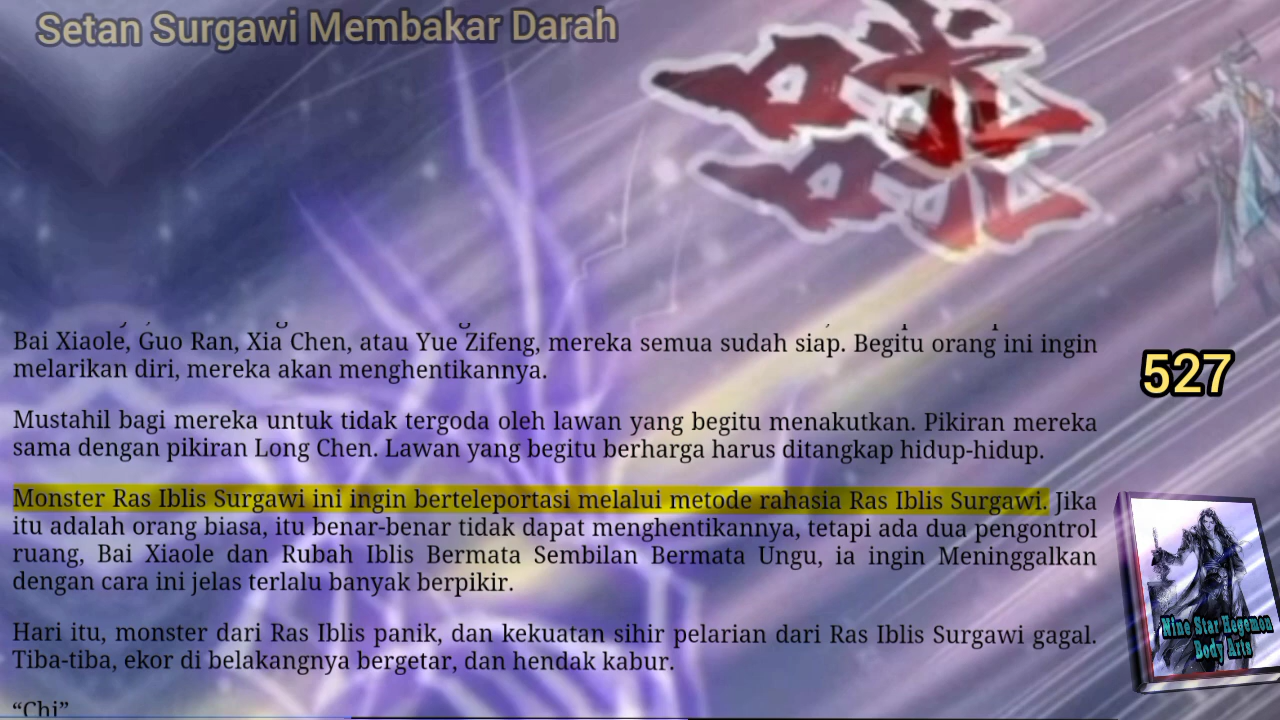 Setan Surgawi Membakar Darah
Bai Xiaole, Guo Ran, Xia Chen, atau Yue Zifeng, mereka semua sudah siap. Begitu orang ini ingin
melarikan diri, mereka akan menghentikannya.
Mustahil bagi mereka untuk tidak tergoda oleh lawan yang begitu menakutkan. Pikiran mereka
sama dengan pikiran Long Chen. Lawan yang begitu berharga harus ditangkap hidup-hidup.
Monster Ras Iblis Surgawi ini ingin berteleportasi melalui metode rahasia Ras Iblis Surgawi. Jika
itu adalah orang biasa, itu benar-benar tidak dapat menghentikannya, tetapi ada dua pengontrol
ruang, Bai Xiaole dan Rubah Iblis Bermata Sembilan Bermata Ungu, ia ingin Meninggalkan
dengan cara ini jelas terlalu banyak berpikir.
Hari itu, monster dari Ras Iblis panik, dan kekuatan sihir pelarian dari Ras Iblis Surgawi gagal.
Tiba-tiba, ekor di belakangnya bergetar, dan hendak kabur.
“Chi”
527
Nine Star Hegemon
Body Arts